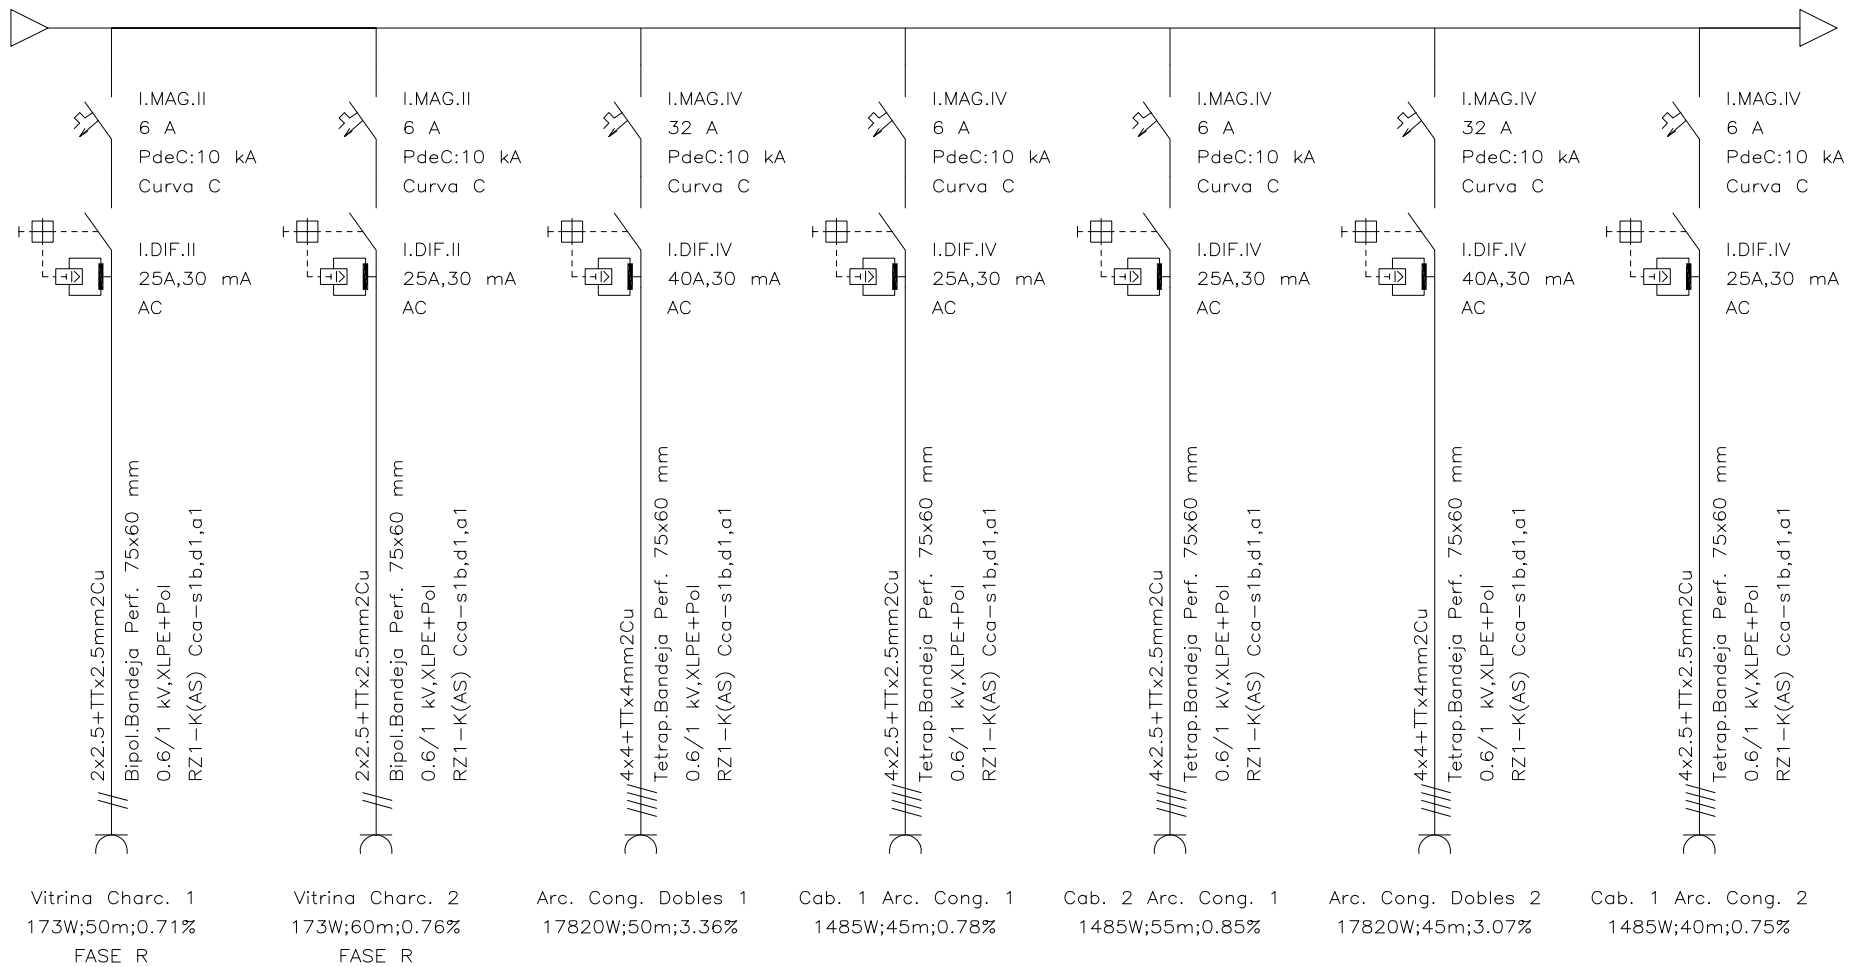 I.MAG.II
6 A
PdeC:10 kA
Curva C
I.DIF.II
25A,30 mA
AC
2x2.5+TTx2.5mm2Cu
Bipol.Bandeja Perf. 75x60 mm
0.6/1 kV,XLPE+Pol
RZ1-K(AS) Cca-s1b,d1,a1
Vitrina Charc. 1
173W;50m;0.71%
FASE R
I.MAG.II
6 A
PdeC:10 kA
Curva C
I.DIF.II
25A,30 mA
AC
2x2.5+TTx2.5mm2Cu
Bipol.Bandeja Perf. 75x60 mm
0.6/1 kV,XLPE+Pol
RZ1-K(AS) Cca-s1b,d1,a1
Vitrina Charc. 2
173W;60m;0.76%
FASE R
I.MAG.IV
32 A
PdeC:10 kA
Curva C
I.DIF.IV
40A,30 mA
AC
4x4+TTx4mm2Cu
Tetrap.Bandeja Perf. 75x60 mm
0.6/1 kV,XLPE+Pol
RZ1-K(AS) Cca-s1b,d1,a1
Arc. Cong. Dobles 1
17820W;50m;3.36%
I.MAG.IV
6 A
PdeC:10 kA
Curva C
I.DIF.IV
25A,30 mA
AC
4x2.5+TTx2.5mm2Cu
Tetrap.Bandeja Perf. 75x60 mm
0.6/1 kV,XLPE+Pol
RZ1-K(AS) Cca-s1b,d1,a1
Cab. 1 Arc. Cong. 1
1485W;45m;0.78%
I.MAG.IV
6 A
PdeC:10 kA
Curva C
I.DIF.IV
25A,30 mA
AC
4x2.5+TTx2.5mm2Cu
Tetrap.Bandeja Perf. 75x60 mm
0.6/1 kV,XLPE+Pol
RZ1-K(AS) Cca-s1b,d1,a1
Cab. 2 Arc. Cong. 1
1485W;55m;0.85%
I.MAG.IV
32 A
PdeC:10 kA
Curva C
I.DIF.IV
40A,30 mA
AC
4x4+TTx4mm2Cu
Tetrap.Bandeja Perf. 75x60 mm
0.6/1 kV,XLPE+Pol
RZ1-K(AS) Cca-s1b,d1,a1
Arc. Cong. Dobles 2
17820W;45m;3.07%
I.MAG.IV
6 A
PdeC:10 kA
Curva C
I.DIF.IV
25A,30 mA
AC
4x2.5+TTx2.5mm2Cu
Tetrap.Bandeja Perf. 75x60 mm
0.6/1 kV,XLPE+Pol
RZ1-K(AS) Cca-s1b,d1,a1
Cab. 1 Arc. Cong. 2
1485W;40m;0.75%